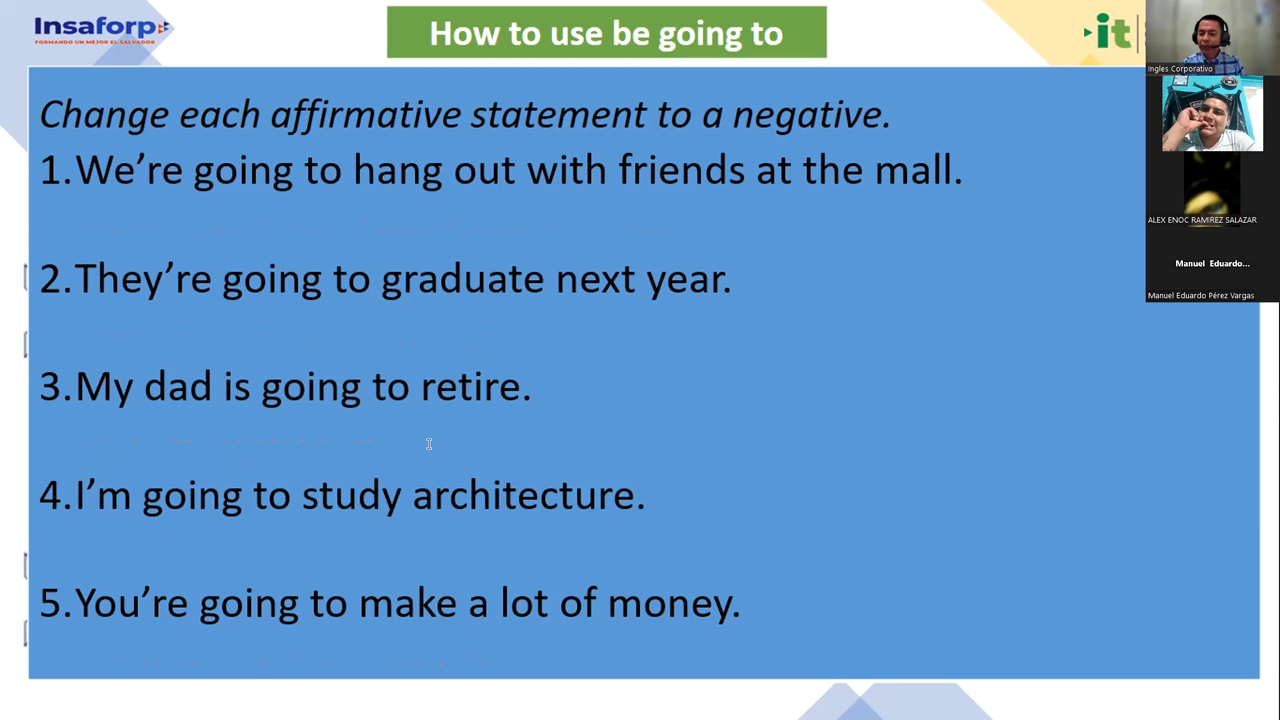 Insaforp
FORMANDO UN MEJOR EL SALVADOR
How to use be going to
it
Ingles Corporativo
Change each affirmative statement to a negative.
1.We’re going to hang out with friends at the mall.
ALEX ENOC RAMIREZ SALAZAR
Manuel Eduardo...
Manuel Eduardo Pérez Vargas
2.They’re going to graduate next year.
3.My dad is going to retire.
4.I’m going to study architecture.
5.You’re going to make a lot of money.